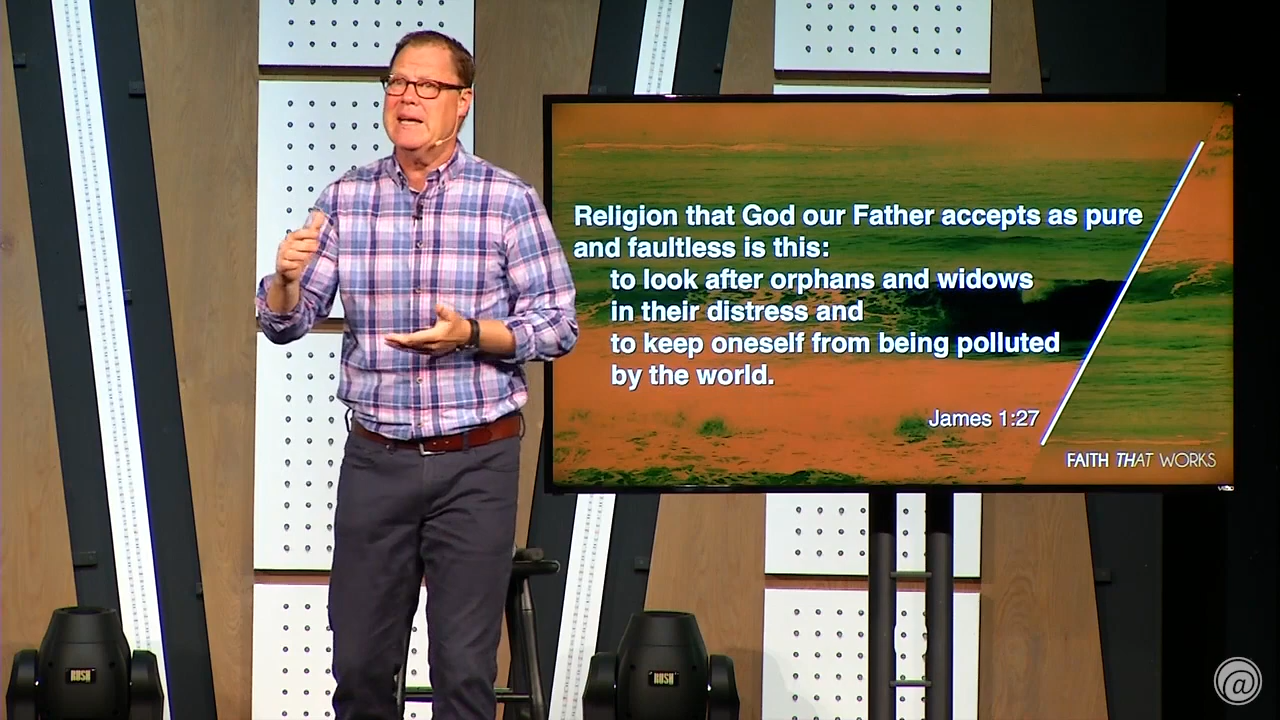 Religion that God our Father accepts as pure
and faultless is this:
to look after orphans and widows
in their distress and
to keep oneself from being polluted
by the world.
James 1:27
FAITH THAT WORKS
RUSH
RUSH
@